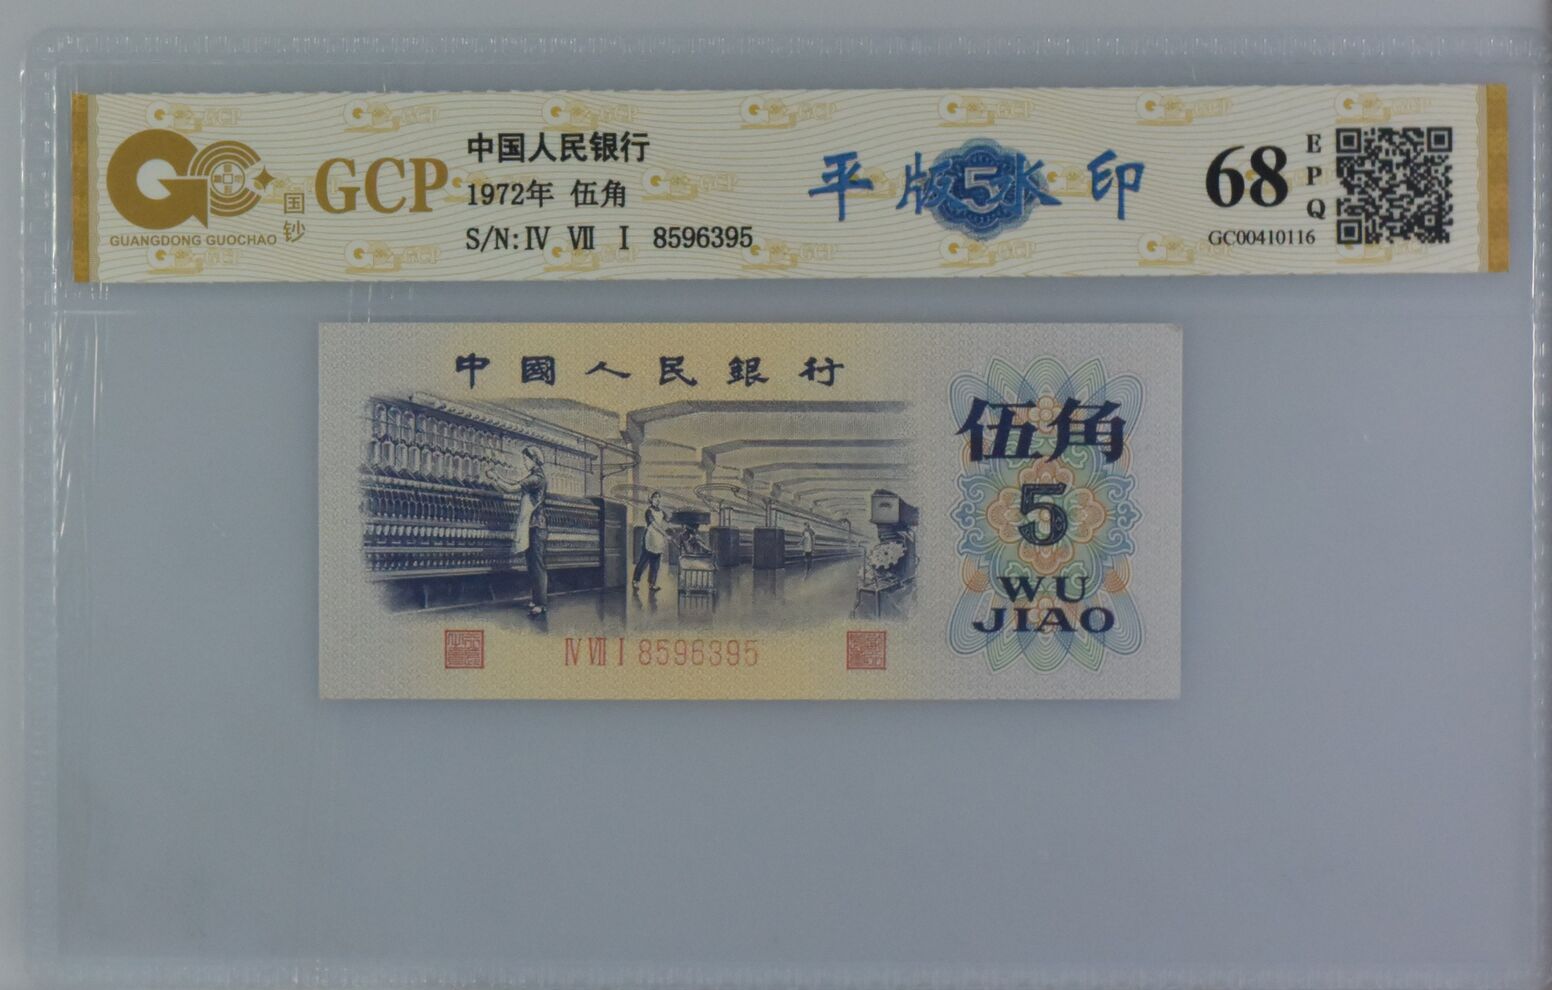 国钞
GUANGDONG GUOCHAO
GCP
中国人民银行
1972年 伍角
S/N:Ⅳ Ⅶ Ⅰ 8596395
平版水印
5
68
EPQ
GC00410116
中國人民銀行
伍角
5
WU
JIAO
Ⅳ Ⅶ Ⅰ 8596395